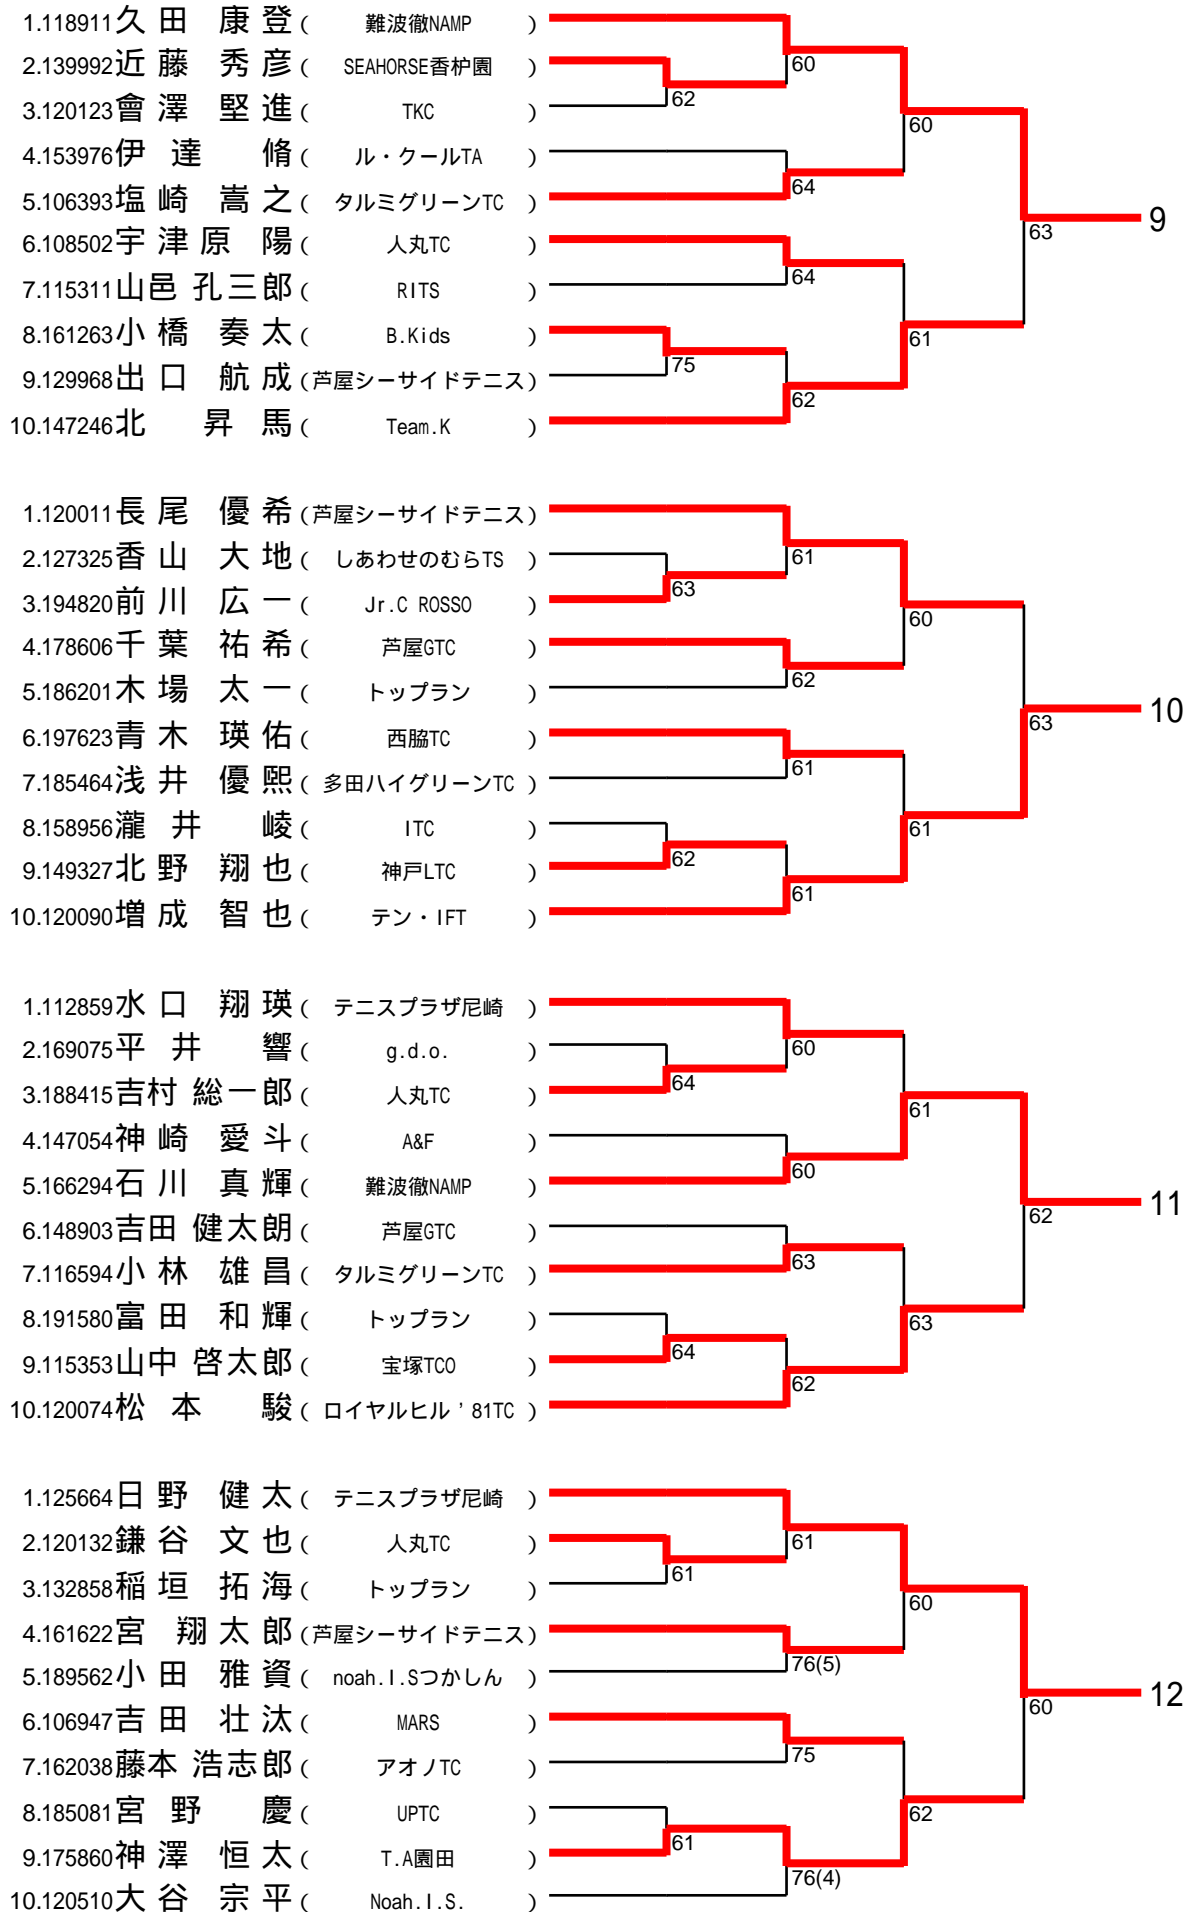 1.118911久田 康登( 難波徹NAMP )
2.139992近藤 秀彦( SEAHORSE香枦園 ) 60
3.120123會澤 堅進( TKC ) 62 60
4.153976伊達 脩( ル・クールTA )
5.106393塩崎 嵩之( タルミグリーンTC ) 64
9
6.108502宇津原 陽( 人丸TC ) 63
7.115311山邑 孔三郎( RITS ) 64
8.161263小橋 奏太( B.Kids ) 61
9.129968出口 航成(芦屋シーサイドテニス) 75
10.147246北 昇馬( Team.K ) 62
1.120011長尾 優希(芦屋シーサイドテニス)
2.127325香山 大地( しあわせのむらTS ) 61
3.194820前川 広一( Jr.C ROSSO ) 63
4.178606千葉 祐希( 芦屋GTC ) 60
5.186201木場 太一( トップラン ) 62
10
6.197623青木 瑛佑( 西脇TC ) 63
7.185464浅井 優熙( 多田ハイグリーンTC ) 61
8.158956瀧井 崚( ITC ) 61
9.149327北野 翔也( 神戸LTC ) 62
10.120090増成 智也( テン・IFT ) 61
1.112859水口 翔瑛( テニスプラザ尼崎 )
2.169075平井 響( g.d.o. ) 60
3.188415吉村 総一郎( 人丸TC ) 64 61
4.147054神崎 愛斗( A&F )
5.166294石川 真輝( 難波徹NAMP ) 60
11
6.148903吉田 健太朗( 芦屋GTC ) 62
7.116594小林 雄昌( タルミグリーンTC ) 63
8.191580富田 和輝( トップラン ) 63
9.115353山中 啓太郎( 宝塚TCO ) 64
10.120074松本 駿( ロイヤルヒル'81TC ) 62
1.125664日野 健太( テニスプラザ尼崎 )
2.120132鎌谷 文也( 人丸TC ) 61
3.132858稲垣 拓海( トップラン ) 61 60
4.161622宮 翔太郎(芦屋シーサイドテニス)
5.189562小田 雅資( noah.I.Sつかしん ) 76(5)
12
6.106947吉田 壮汰( MARS ) 60
7.162038藤本 浩志郎( アオノTC ) 75
8.185081宮野 慶( UPTC ) 62
9.175860神澤 恒太( T.A園田 ) 61
10.120510大谷 宗平( Noah.I.S. ) 76(4)